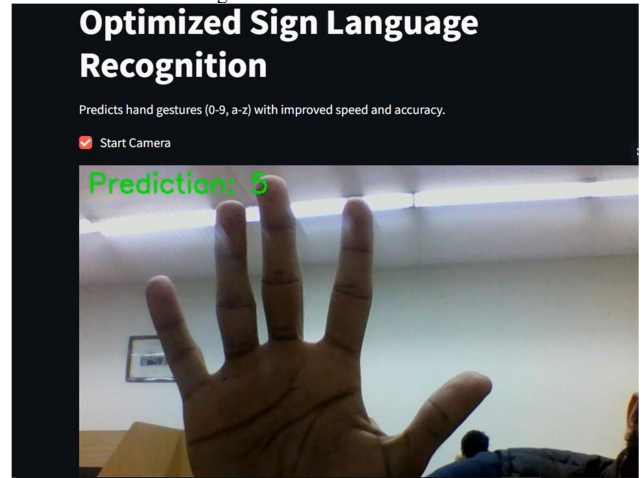 Optimized Sign Language
Recognition
Predicts hand gestures (0-9, a-z) with improved speed and accuracy.
Start Camera
Prediction: 5